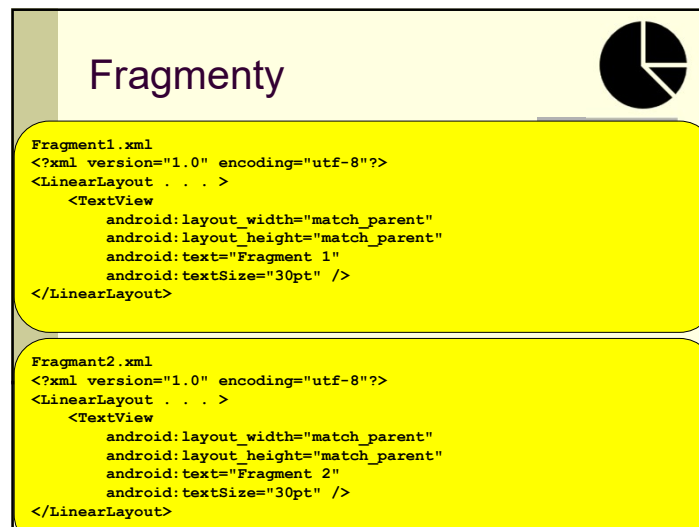 Fragmenty
Fragment1.xml
<?xml version="1.0" encoding="utf-8"?>
<LinearLayout . . . >
    <TextView
        android:layout_width="match_parent"
        android:layout_height="match_parent"
        android:text="Fragment 1"
        android:textSize="30pt" />
</LinearLayout>
Fragmant2.xml
<?xml version="1.0" encoding="utf-8"?>
<LinearLayout . . . >
    <TextView
        android:layout_width="match_parent"
        android:layout_height="match_parent"
        android:text="Fragment 2"
        android:textSize="30pt" />
</LinearLayout>